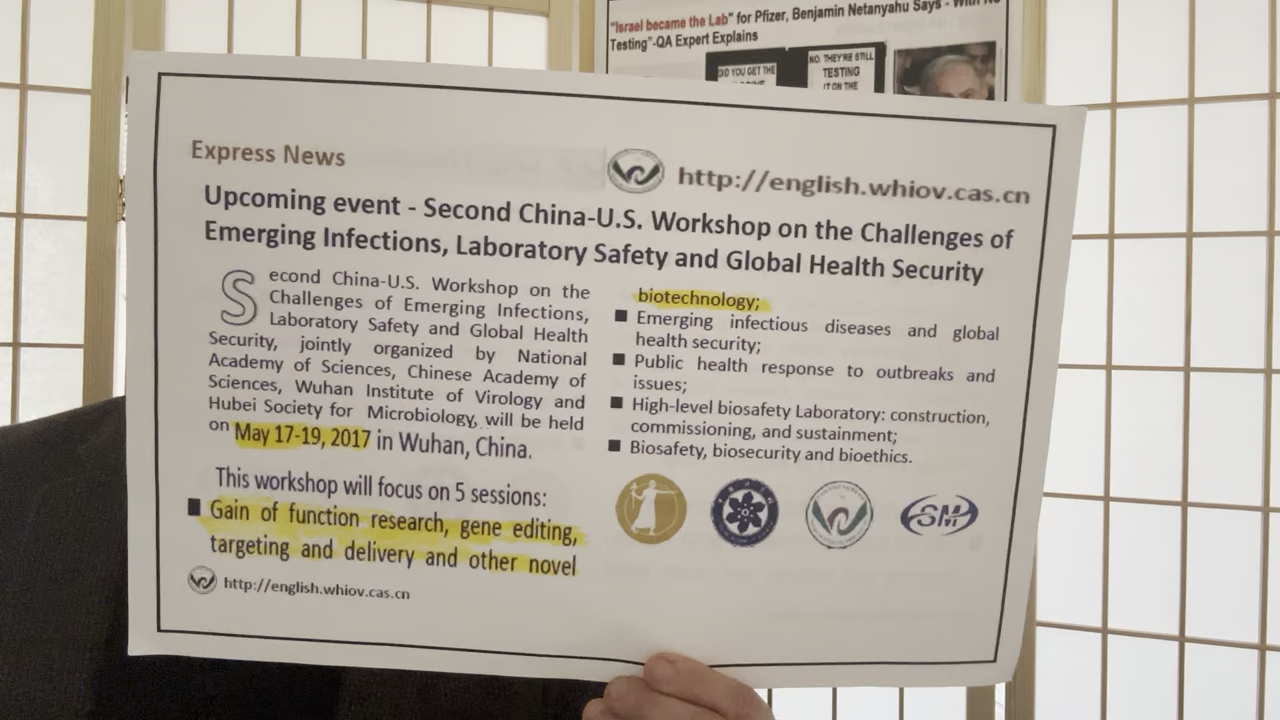 "Israel became the Lab" for Pfizer, Benjamin Netanyahu Says - With No
Testing"-QA Expert Explains
DID YOU GET THE
NO. THEY'RE STILL
TESTING
IT ON THE
Express News
http://english.whiov.cas.cn
Upcoming event - Second China-U.S. Workshop on the Challenges of
Emerging Infections, Laboratory Safety and Global Health Security
Second China-U.S. Workshop on the
Challenges of Emerging Infections,
Laboratory Safety and Global Health
Security, jointly organized by National
Academy of Sciences, Chinese Academy of
Sciences, Wuhan Institute of Virology and
Hubei Society for Microbiology, will be held
on May 17-19, 2017 in Wuhan, China.
This workshop will focus on 5 sessions:
■ Gain of function research, gene editing,
targeting and delivery and other novel
http://english.whiov.cas.cn
biotechnology;
■ Emerging infectious diseases and global
health security;
■ Public health response to outbreaks and
issues;
■ High-level biosafety Laboratory: construction,
commissioning, and sustainment;
■ Biosafety, biosecurity and bioethics.
SM